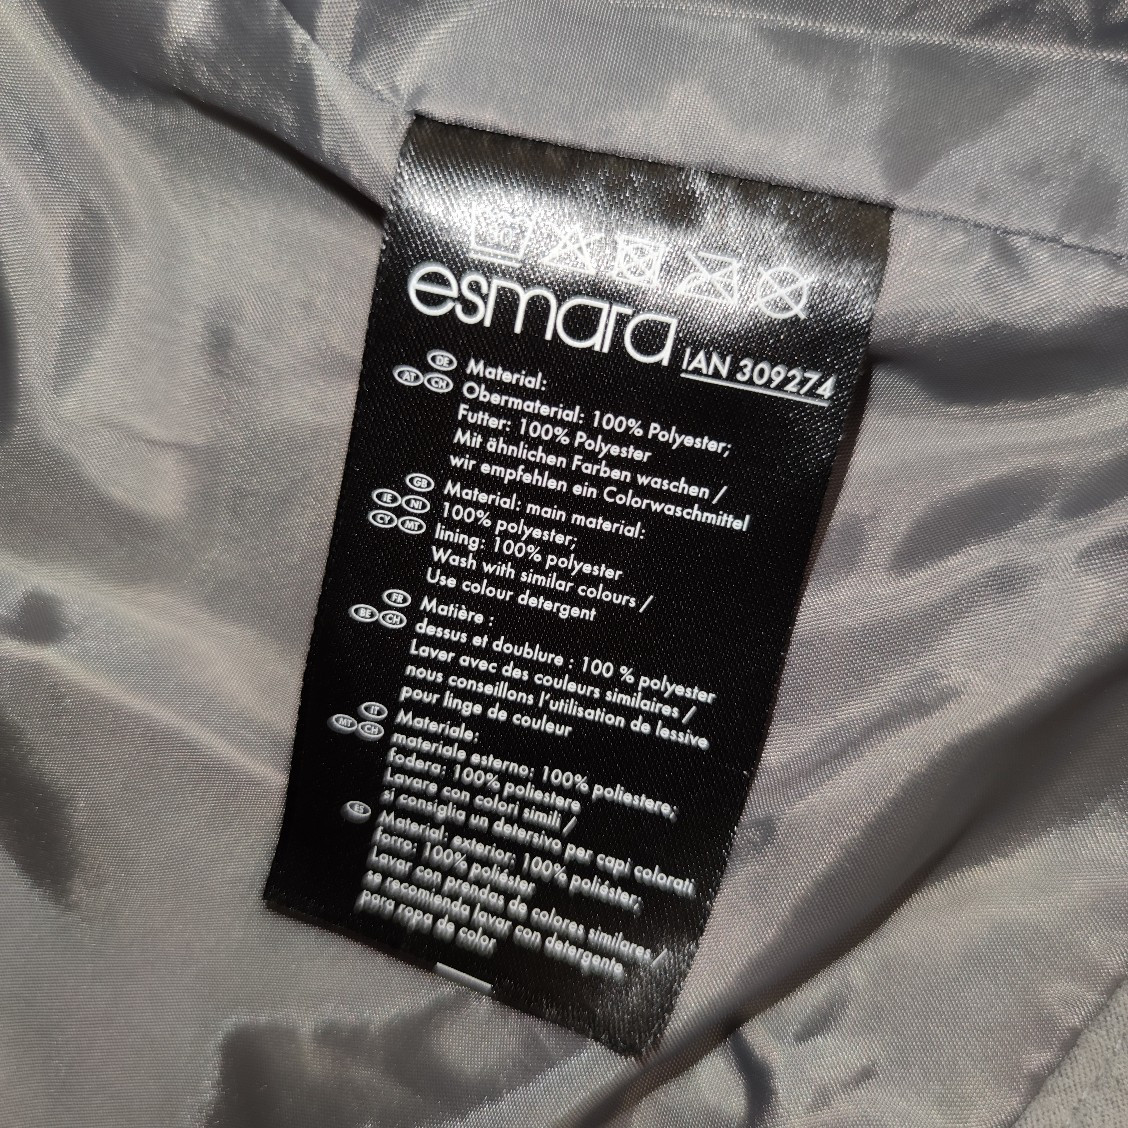 esmara
IAN 309274
DE
AT CH
Material:
Obermaterial: 100% Polyester;
Futter: 100% Polyester
Mit ähnlichen Farben waschen /
wir empfehlen ein Colorwaschmittel
GB
IE NI
CY MT
Material: main material:
100% polyester;
lining: 100% polyester
Wash with similar colours /
Use colour detergent
FR
BE CH
Matière :
dessus et doublure : 100 % polyester
Laver avec des couleurs similaires /
nous conseillons l'utilisation de lessive
pour linge de couleur
IT
MT CH
Materiale:
materiale esterno: 100% poliestere;
fodera: 100% poliestere
Lavare con colori simili /
si consiglia un detersivo per capi colorati
ES
Material: exterior: 100% poliéster;
forro: 100% poliéster
Lavar con prendas de colores similares /
se recomienda lavar con detergente
para ropa de color